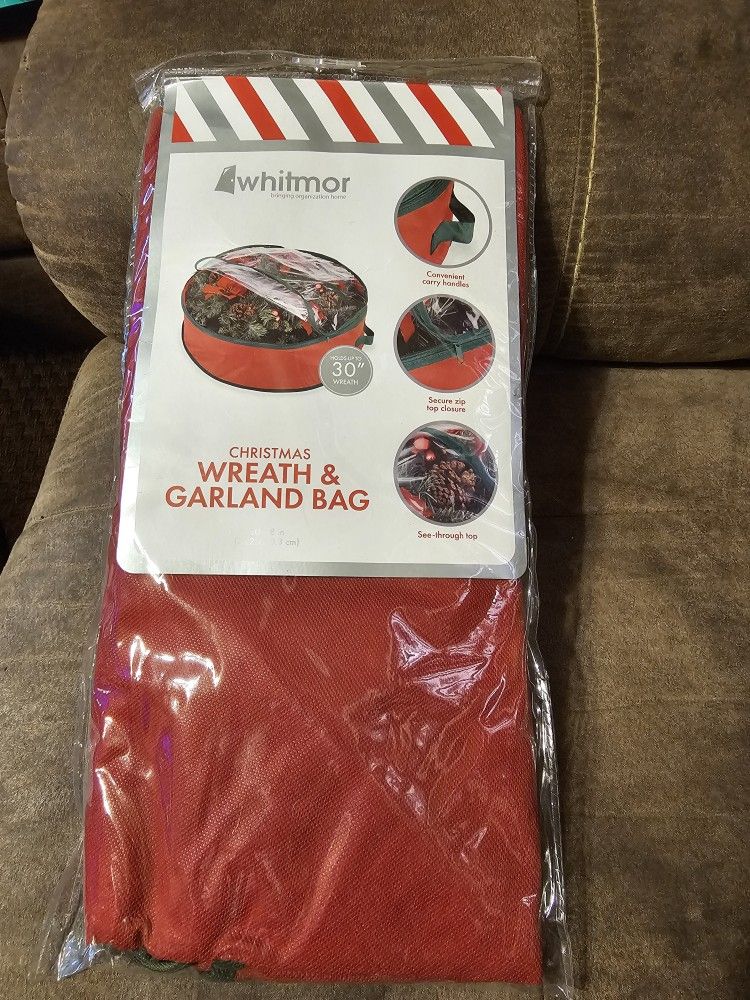 whitmor
bringing organization home
Convenient
carry handles
HOLDS UP TO
30"
WREATH
Secure zip
top closure
CHRISTMAS
WREATH &
GARLAND BAG
See-through top